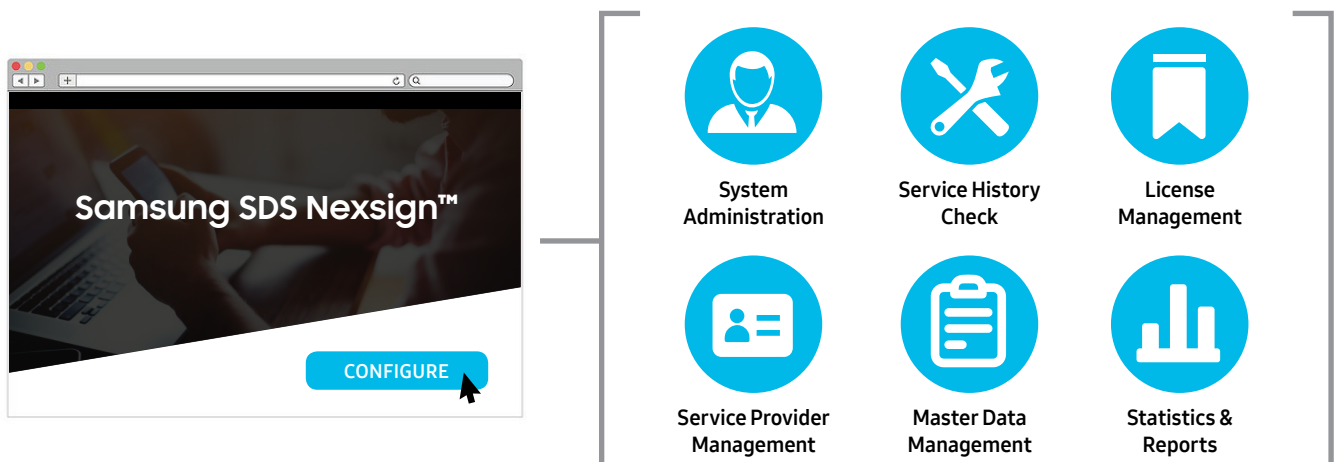 Samsung SDS Nexsign™
CONFIGURE
System
Administration
Service History
Check
License
Management
Service Provider
Management
Master Data
Management
Statistics &
Reports